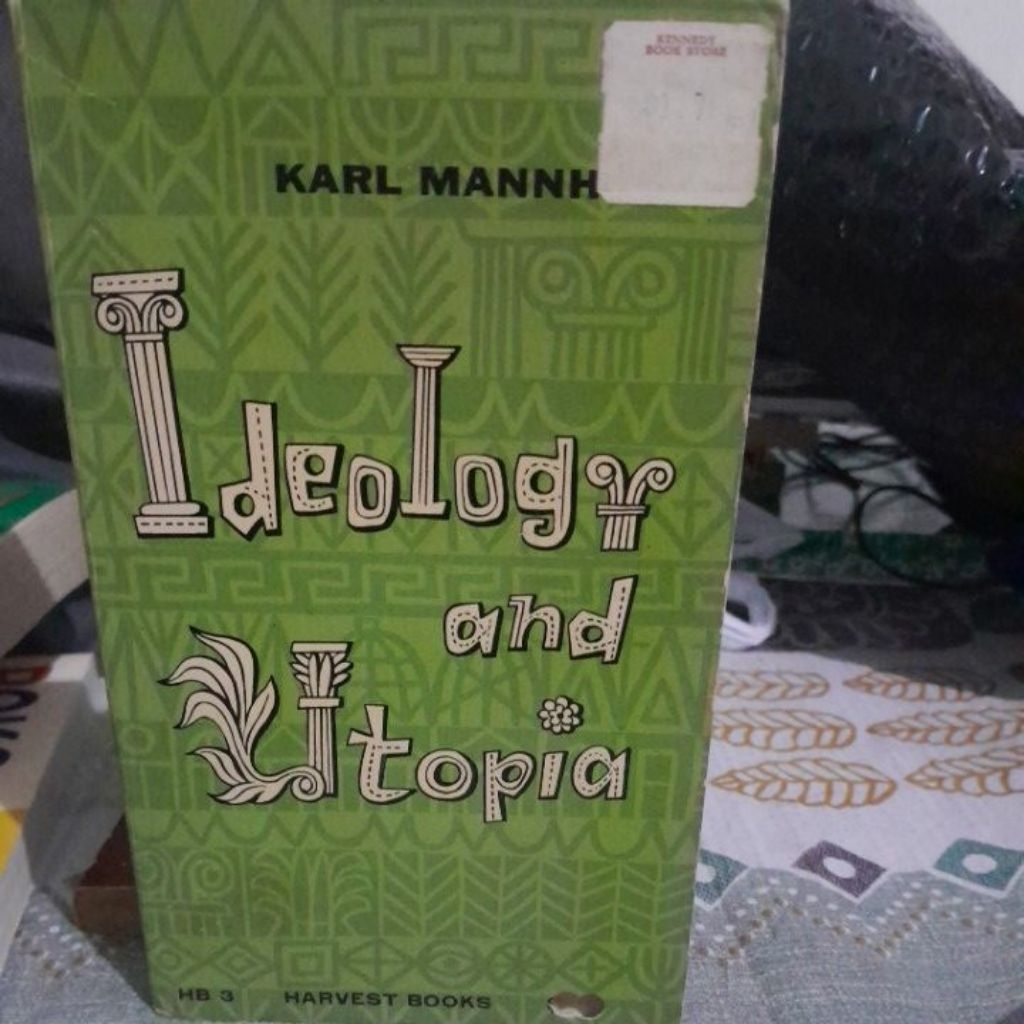 KENNEDY
BOOK STORE
KARL MANNH
Ideology
and
Utopia
HB 3 HARVEST BOOKS